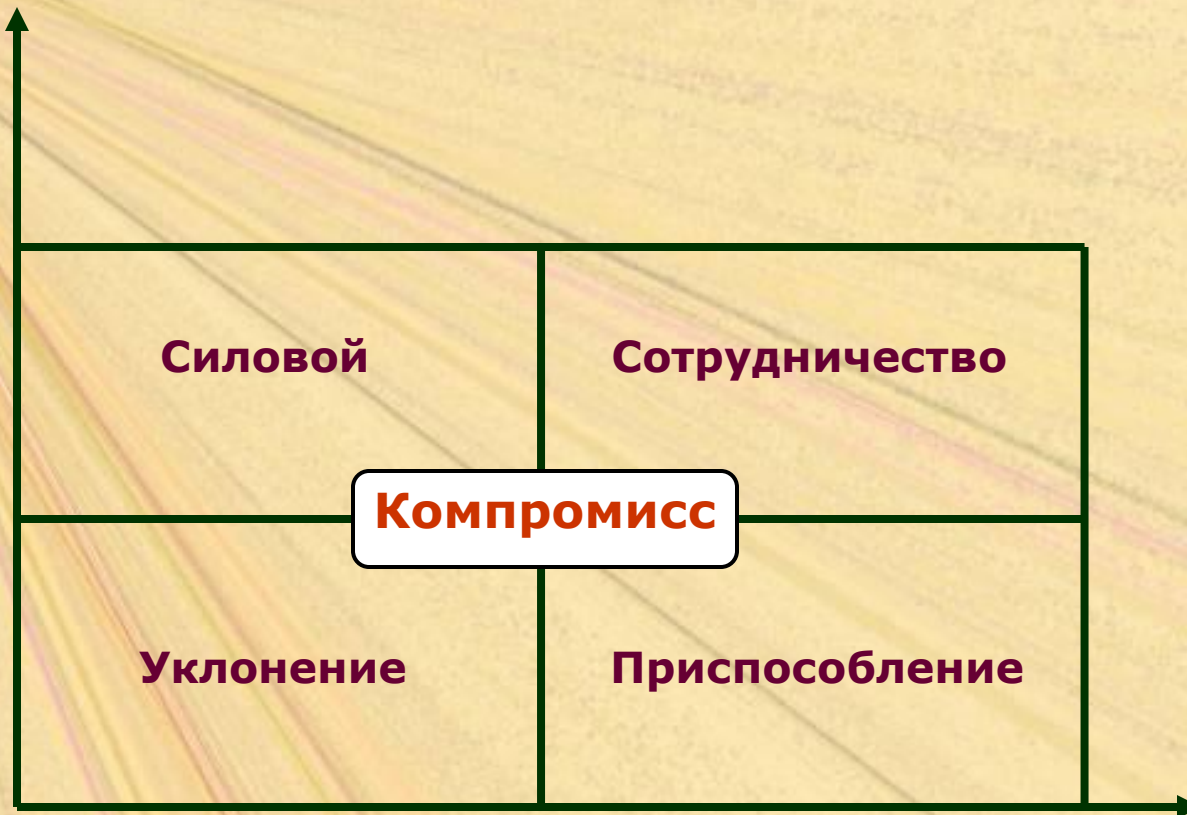 Силовой
Сотрудничество
Компромисс
Уклонение
Приспособление